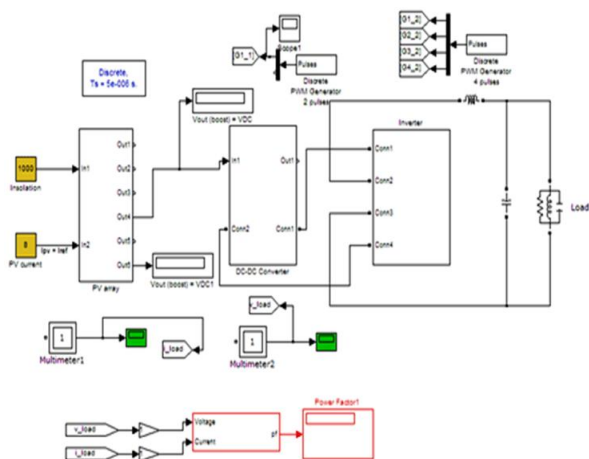 [G1_1]
Scope1
Pulses
Discrete
PWM Generator
2 pulses
[G1_2]
[G2_2]
[G3_2]
[G4_2]
Pulses
Discrete
PWM Generator
4 pulses
Discrete,
Ts = 5e-006 s.
Vout (boost) = VDC
1000
Insolation
In1
Out1
Out2
Out3
Out4
Out5
Out6
8
PV current
Ipv = Iref
In2
PV array
Vout (boost) = VDC1
In1
Out1
Conn2
Conn1
DC-DC Converter
Inverter
Conn1
Conn2
Conn3
Conn4
Load
1
Multimeter1
i_load
v_load
1
Multimeter2
v_load
i_load
Voltage
Current
pf
Power Factor1